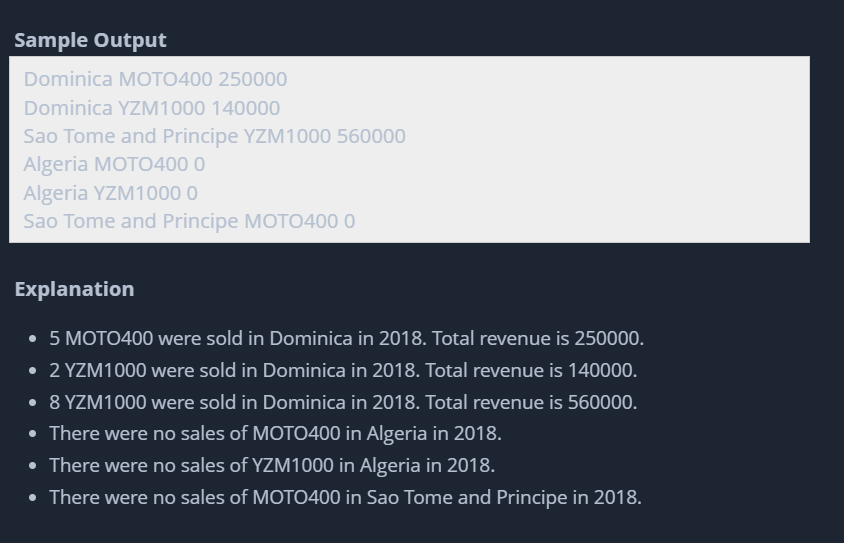 Sample Output
Dominica MOTO400 250000
Dominica YZM1000 140000
Sao Tome and Principe YZM1000 560000
Algeria MOTO400 0
Algeria YZM1000 0
Sao Tome and Principe MOTO400 0
Explanation
• 5 MOTO400 were sold in Dominica in 2018. Total revenue is 250000.
• 2 YZM1000 were sold in Dominica in 2018. Total revenue is 140000.
• 8 YZM1000 were sold in Dominica in 2018. Total revenue is 560000.
• There were no sales of MOTO400 in Algeria in 2018.
• There were no sales of YZM1000 in Algeria in 2018.
• There were no sales of MOTO400 in Sao Tome and Principe in 2018.